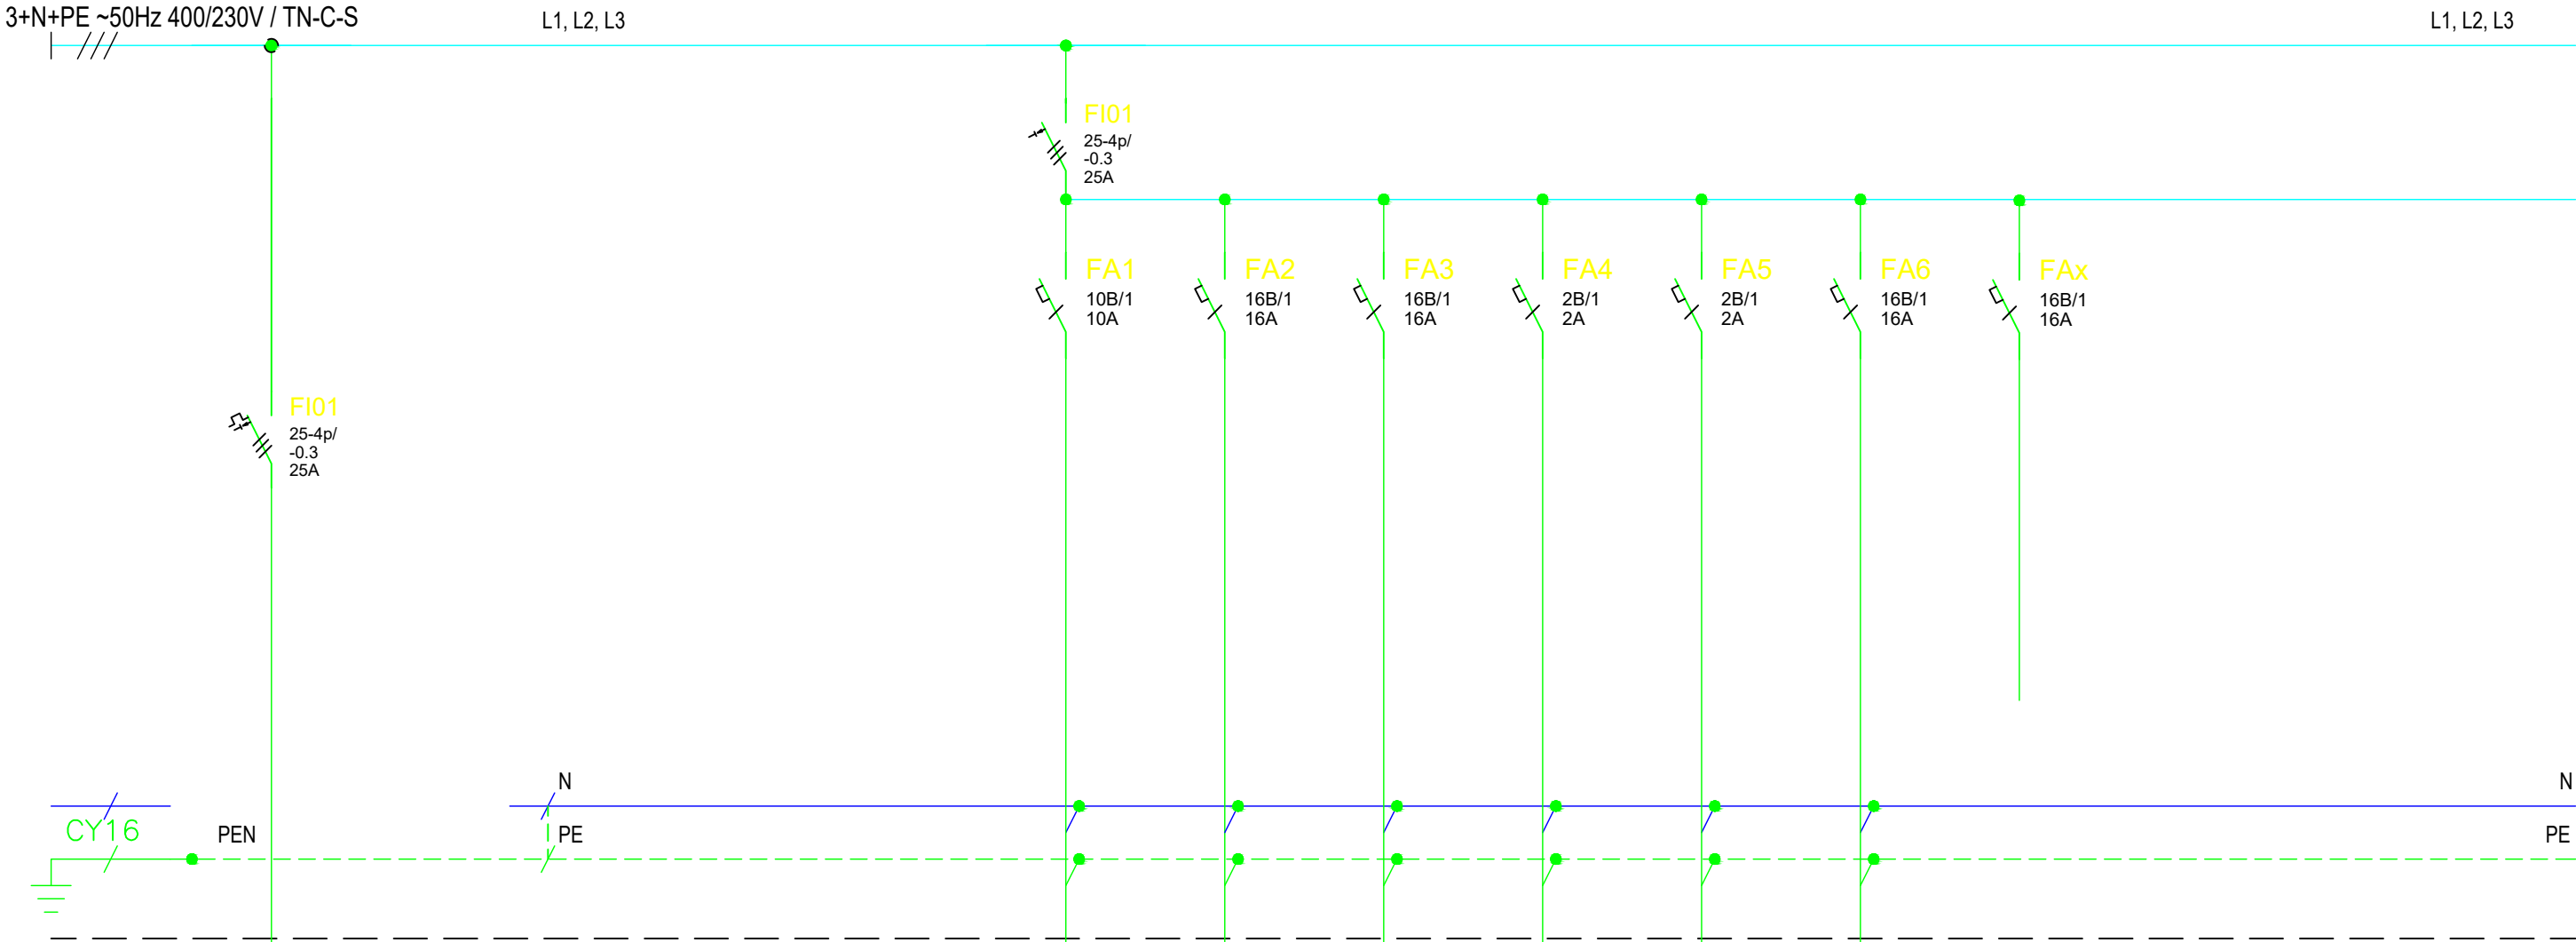 3+N+PE ~50Hz 400/230V / TN-C-S
L1, L2, L3
L1, L2, L3
FI01
25-4p/
-0.3
25A
FA1
10B/1
10A
FA2
16B/1
16A
FA3
16B/1
16A
FA4
2B/1
2A
FA5
2B/1
2A
FA6
16B/1
16A
FAx
16B/1
16A
FI01
25-4p/
-0.3
25A
N
N
CY16
PEN
PE
PE